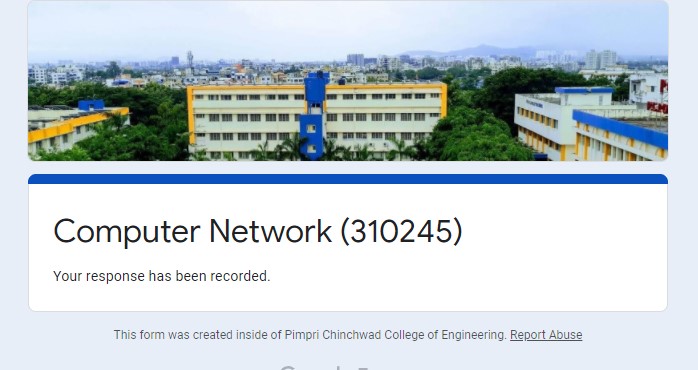 Computer Network (310245)
Your response has been recorded.
This form was created inside of Pimpri Chinchwad College of Engineering. Report Abuse